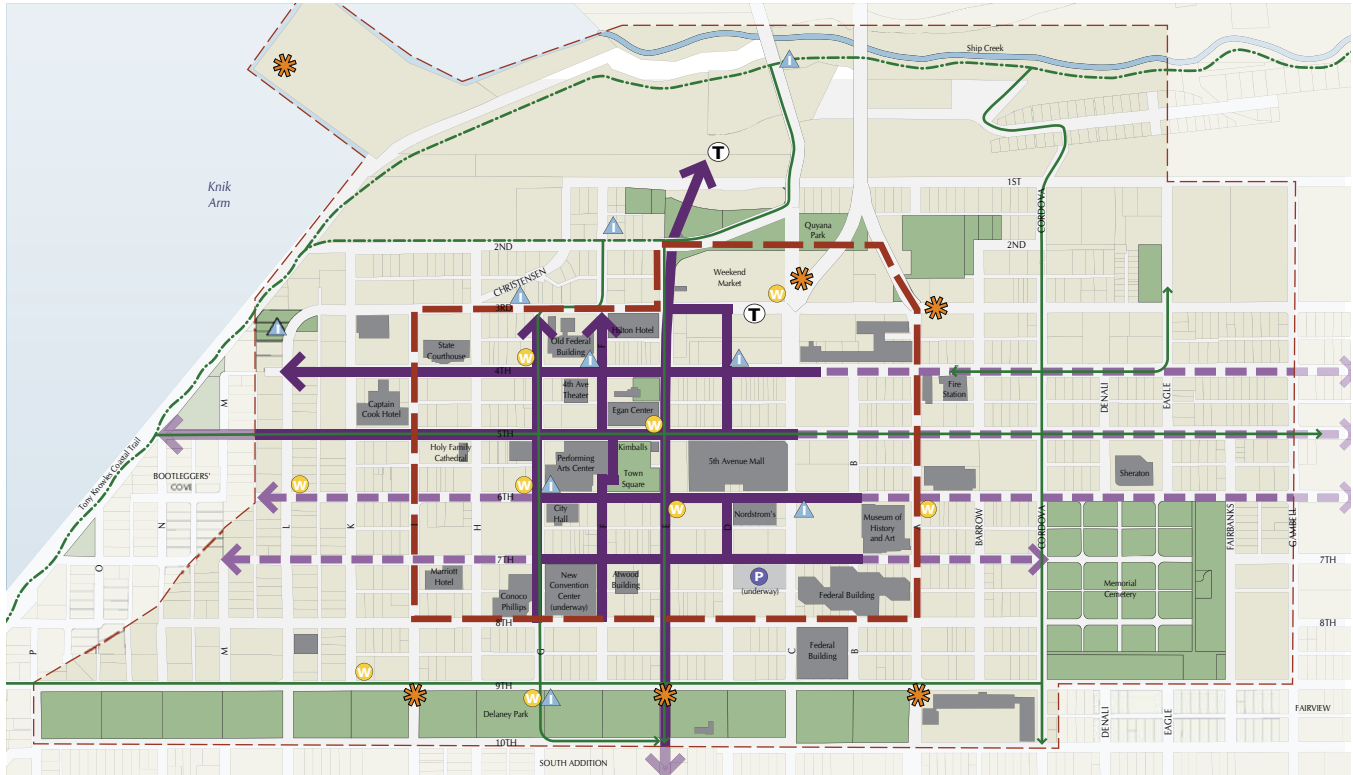 Ship Creek
T
Knik
Arm
1ST
CORDOVA
Quyana
Park
2ND
2ND
CHRISTENSEN
Weekend
Market
W
3RD
T
Hilton Hotel
Old Federal
Building
State
Courthouse
W
4TH
4th Ave
Theater
Fire
Station
Captain
Cook Hotel
Egan Center
M
DENALI
EAGLE
W
5TH
Tony Knowles Coastal Trail
Holy Family
Cathedral
Kimballs
Performing
Arts Center
Town
Square
5th Avenue Mall
B
Sheraton
BOOTLEGGERS'
COVE
W
W
6TH
W
City
Hall
Nordstrom's
Museum of
History
and Art
W
N
L
K
I
H
F
E
D
A
BARROW
CORDOVA
FAIRBANKS
GAMBELL
7TH
7TH
O
Marriott
Hotel
Conoco
Phillips
New
Convention
Center
(underway)
Atwood
Building
P
(underway)
Federal Building
Memorial
Cemetery
8TH
8TH
P
O
M
G
C
B
Federal
Building
W
9TH
W
Delaney Park
DENALI
EAGLE
FAIRVIEW
10TH
SOUTH ADDITION